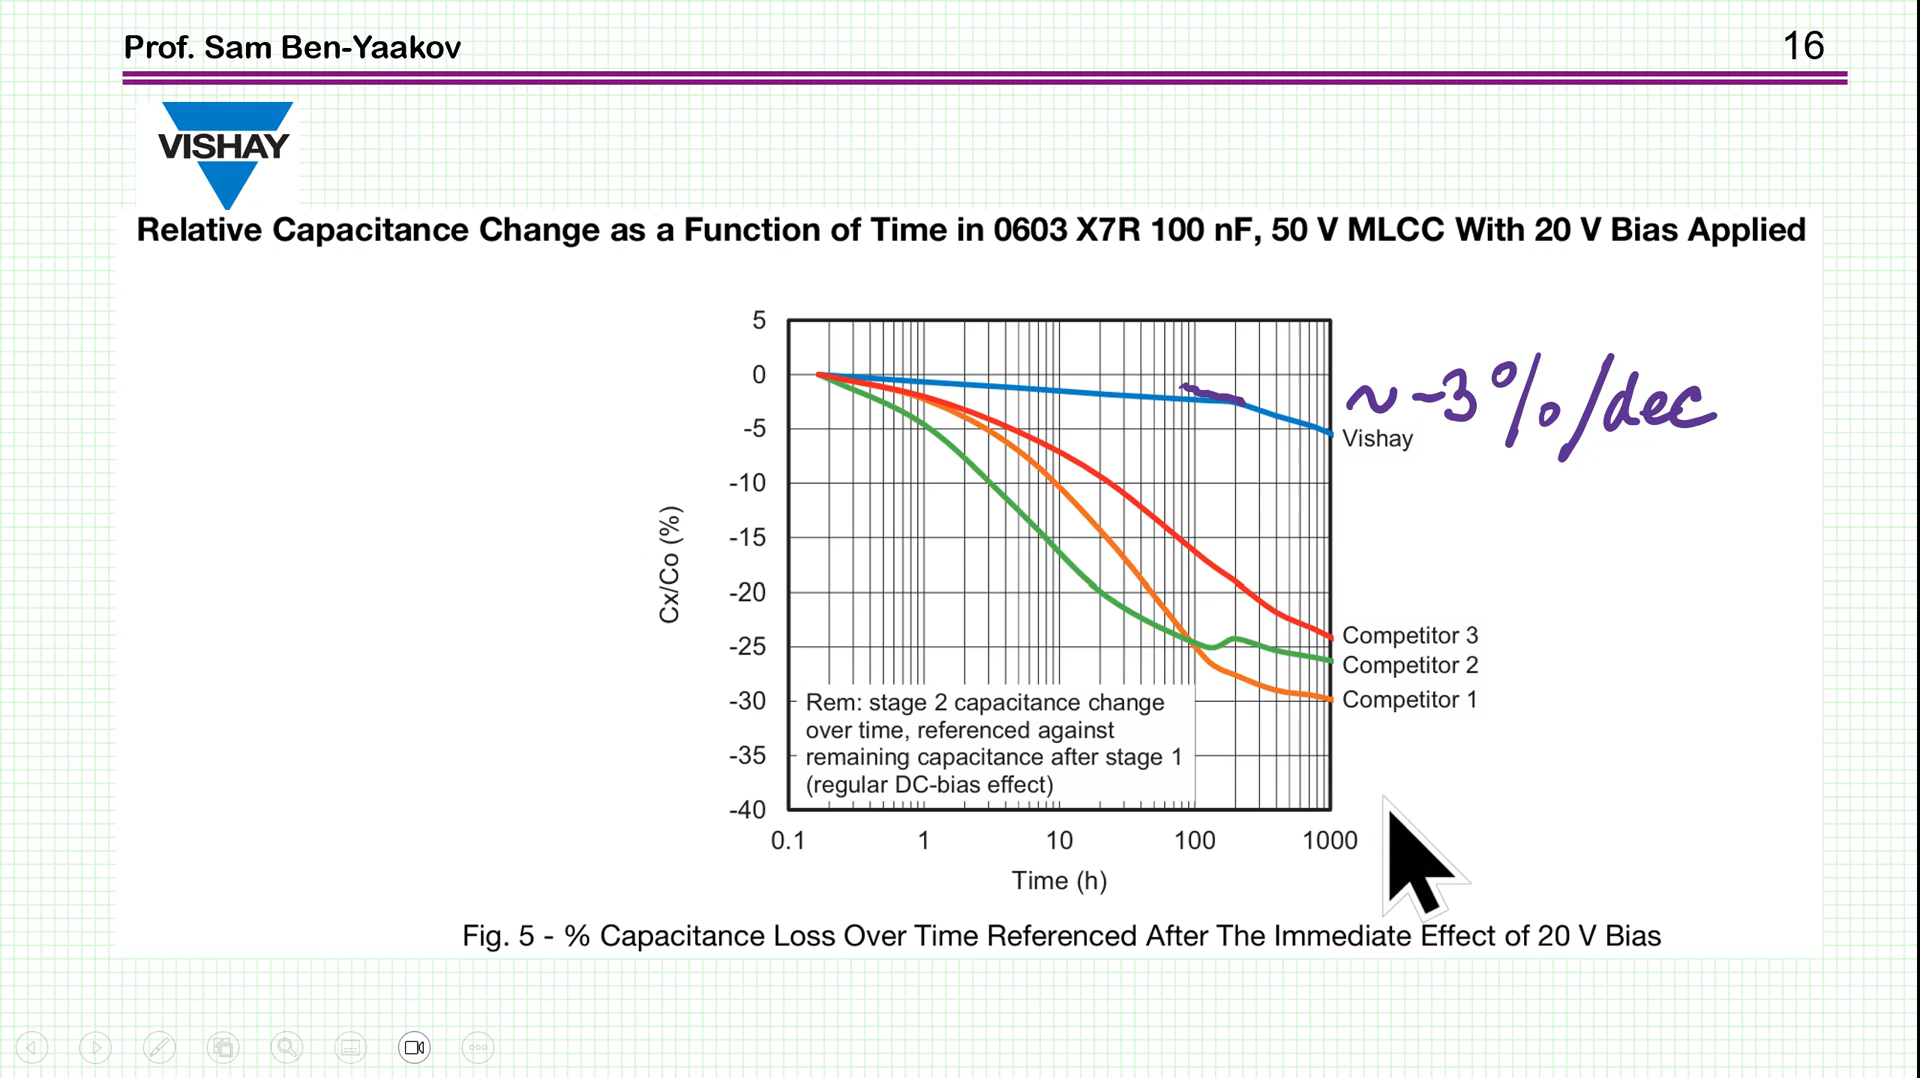 Prof. Sam Ben-Yaakov
16
VISHAY
Relative Capacitance Change as a Function of Time in 0603 X7R 100 nF, 50 V MLCC With 20 V Bias Applied
5
0
-5
-10
-15
-20
-25
-30
-35
-40
Cx/Co (%)
~ -3%/dec
Vishay
Competitor 3
Competitor 2
Competitor 1
Rem: stage 2 capacitance change
over time, referenced against
remaining capacitance after stage 1
(regular DC-bias effect)
0.1 1 10 100 1000
Time (h)
Fig. 5 - % Capacitance Loss Over Time Referenced After The Immediate Effect of 20 V Bias